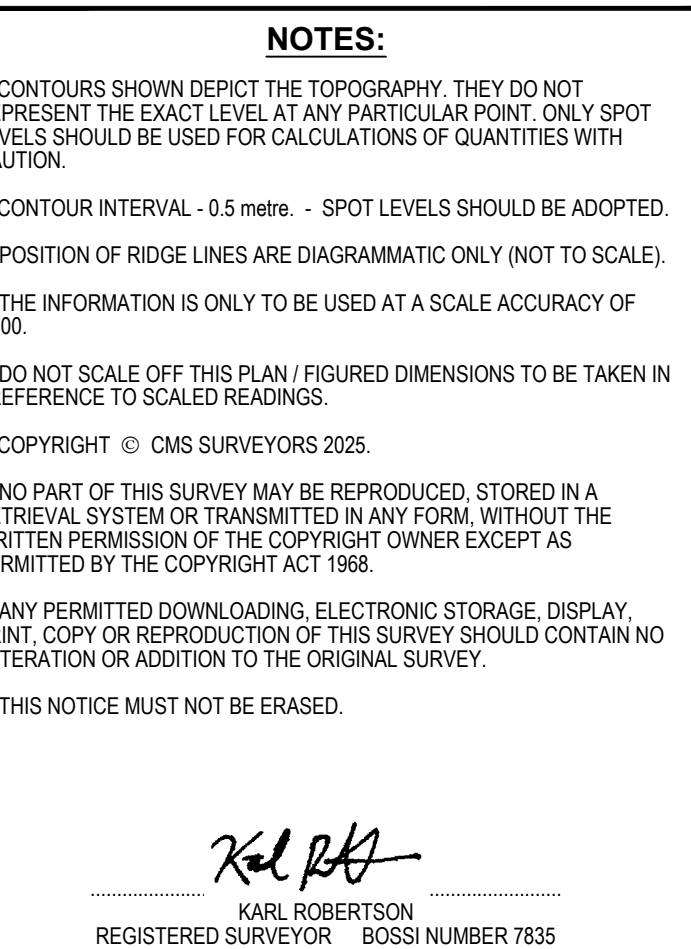 NOTES:
CONTOURS SHOWN DEPICT THE TOPOGRAPHY. THEY DO NOT
EPRESENT THE EXACT LEVEL AT ANY PARTICULAR POINT. ONLY SPOT
VELS SHOULD BE USED FOR CALCULATIONS OF QUANTITIES WITH
AUTION.
CONTOUR INTERVAL - 0.5 metre. - SPOT LEVELS SHOULD BE ADOPTED.
POSITION OF RIDGE LINES ARE DIAGRAMMATIC ONLY (NOT TO SCALE).
THE INFORMATION IS ONLY TO BE USED AT A SCALE ACCURACY OF
00.
DO NOT SCALE OFF THIS PLAN / FIGURED DIMENSIONS TO BE TAKEN IN
REFERENCE TO SCALED READINGS.
COPYRIGHT © CMS SURVEYORS 2025.
NO PART OF THIS SURVEY MAY BE REPRODUCED, STORED IN A
ETRIEVAL SYSTEM OR TRANSMITTED IN ANY FORM, WITHOUT THE
RITTEN PERMISSION OF THE COPYRIGHT OWNER EXCEPT AS
ERMITTED BY THE COPYRIGHT ACT 1968.
ANY PERMITTED DOWNLOADING, ELECTRONIC STORAGE, DISPLAY,
RINT, COPY OR REPRODUCTION OF THIS SURVEY SHOULD CONTAIN NO
TERATION OR ADDITION TO THE ORIGINAL SURVEY.
THIS NOTICE MUST NOT BE ERASED.
KARL ROBERTSON
REGISTERED SURVEYOR BOSSI NUMBER 7835